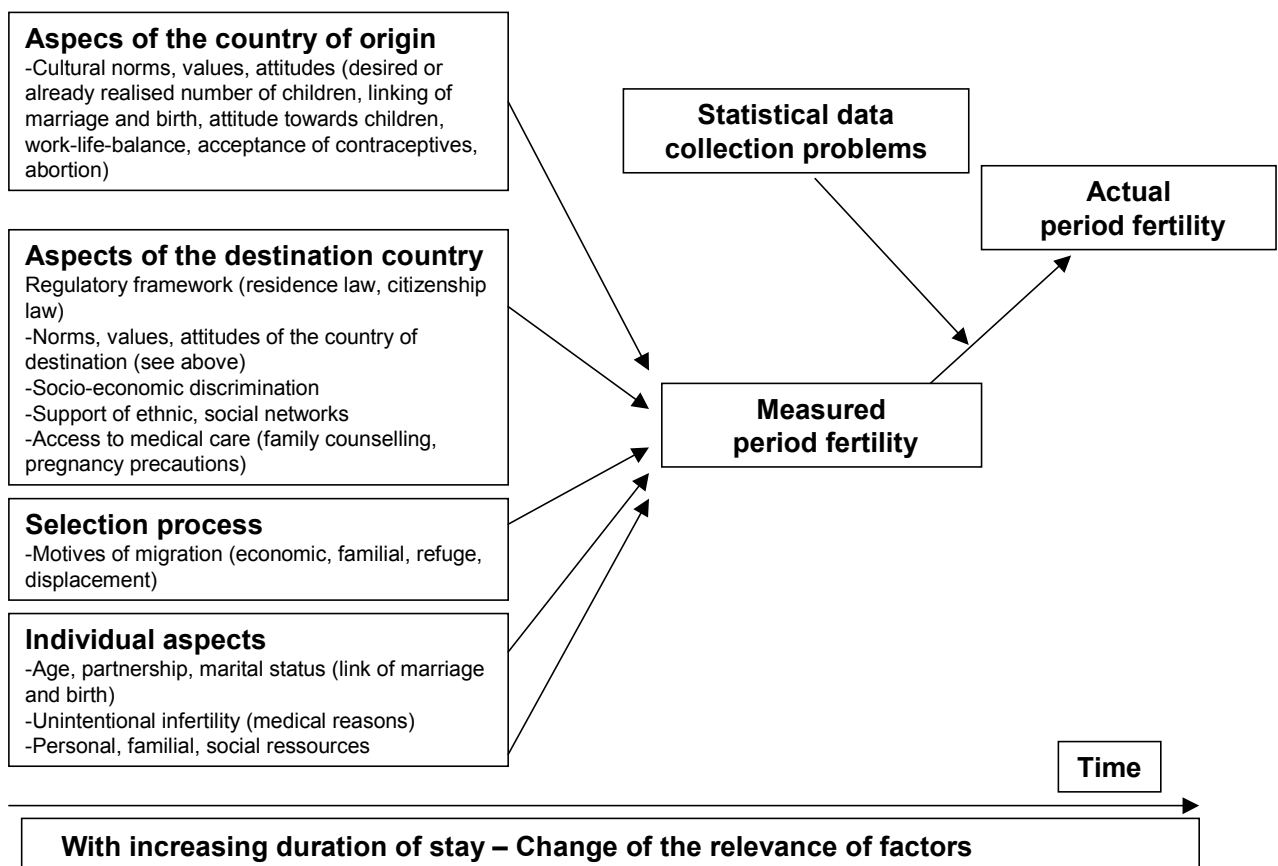 Aspecs of the country of origin
-Cultural norms, values, attitudes (desired or
already realised number of children, linking of
marriage and birth, attitude towards children,
work-life-balance, acceptance of contraceptives,
abortion)
Aspects of the destination country
Regulatory framework (residence law, citizenship
law)
-Norms, values, attitudes of the country of
destination (see above)
-Socio-economic discrimination
-Support of ethnic, social networks
-Access to medical care (family counselling,
pregnancy precautions)
Selection process
-Motives of migration (economic, familial, refuge,
displacement)
Individual aspects
-Age, partnership, marital status (link of marriage
and birth)
-Unintentional infertility (medical reasons)
-Personal, familial, social ressources
Statistical data
collection problems
Actual
period fertility
Measured
period fertility
Time
With increasing duration of stay – Change of the relevance of factors